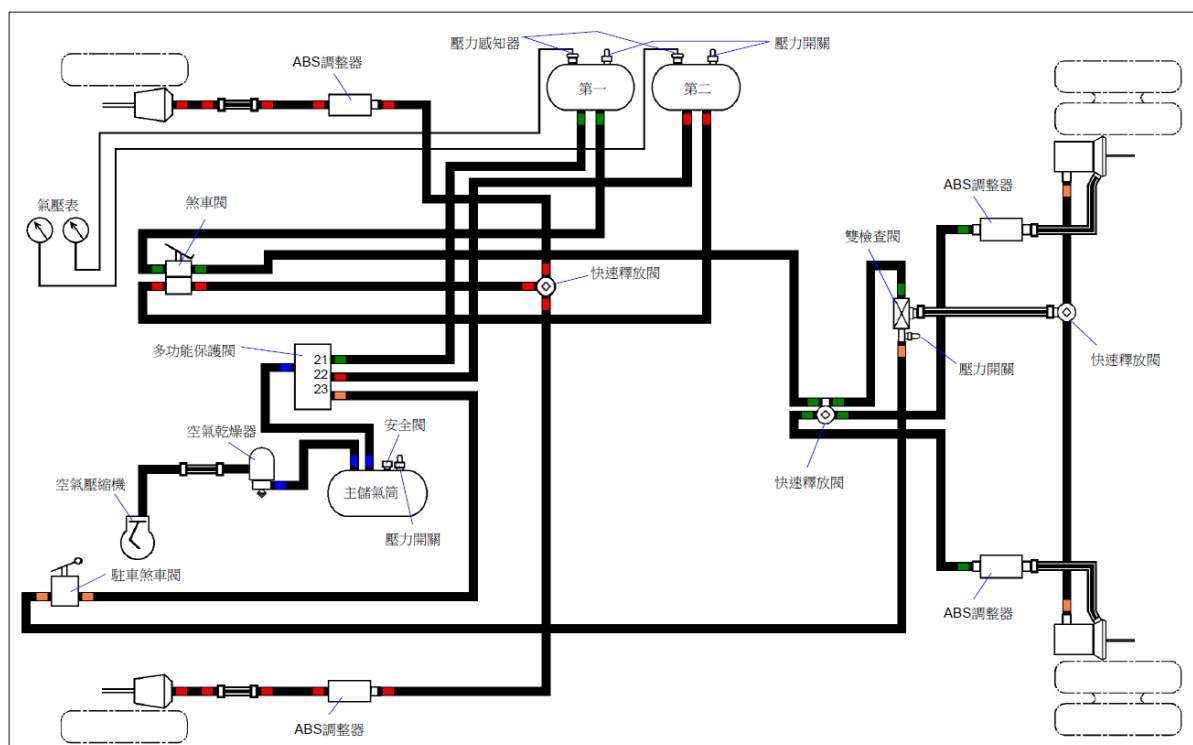 壓力感知器
壓力開關
ABS調整器
第一
第二
ABS調整器
氣壓表
煞車閥
雙檢查閥
快速釋放閥
多功能保護閥
21
22
23
快速釋放閥
壓力開關
安全閥
空氣乾燥器
快速釋放閥
主儲氣筒
空氣壓縮機
壓力開關
駐車煞車閥
ABS調整器
ABS調整器